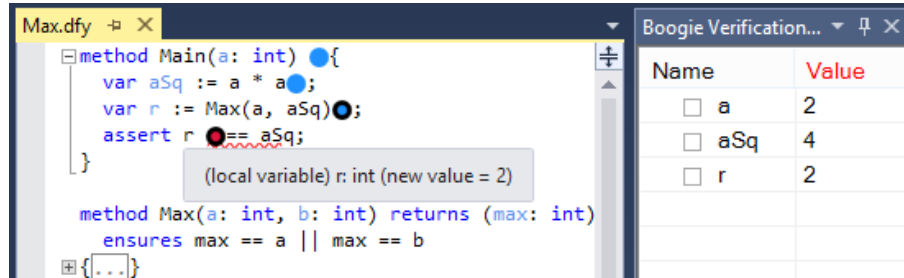 Max.dfy
method Main(a: int) {
var aSq := a * a;
var r := Max(a, aSq);
assert r == aSq;
}
(local variable) r: int (new value = 2)
method Max(a: int, b: int) returns (max: int)
ensures max == a || max == b
{...}
Boogie Verification...
Name Value
a 2
aSq 4
r 2